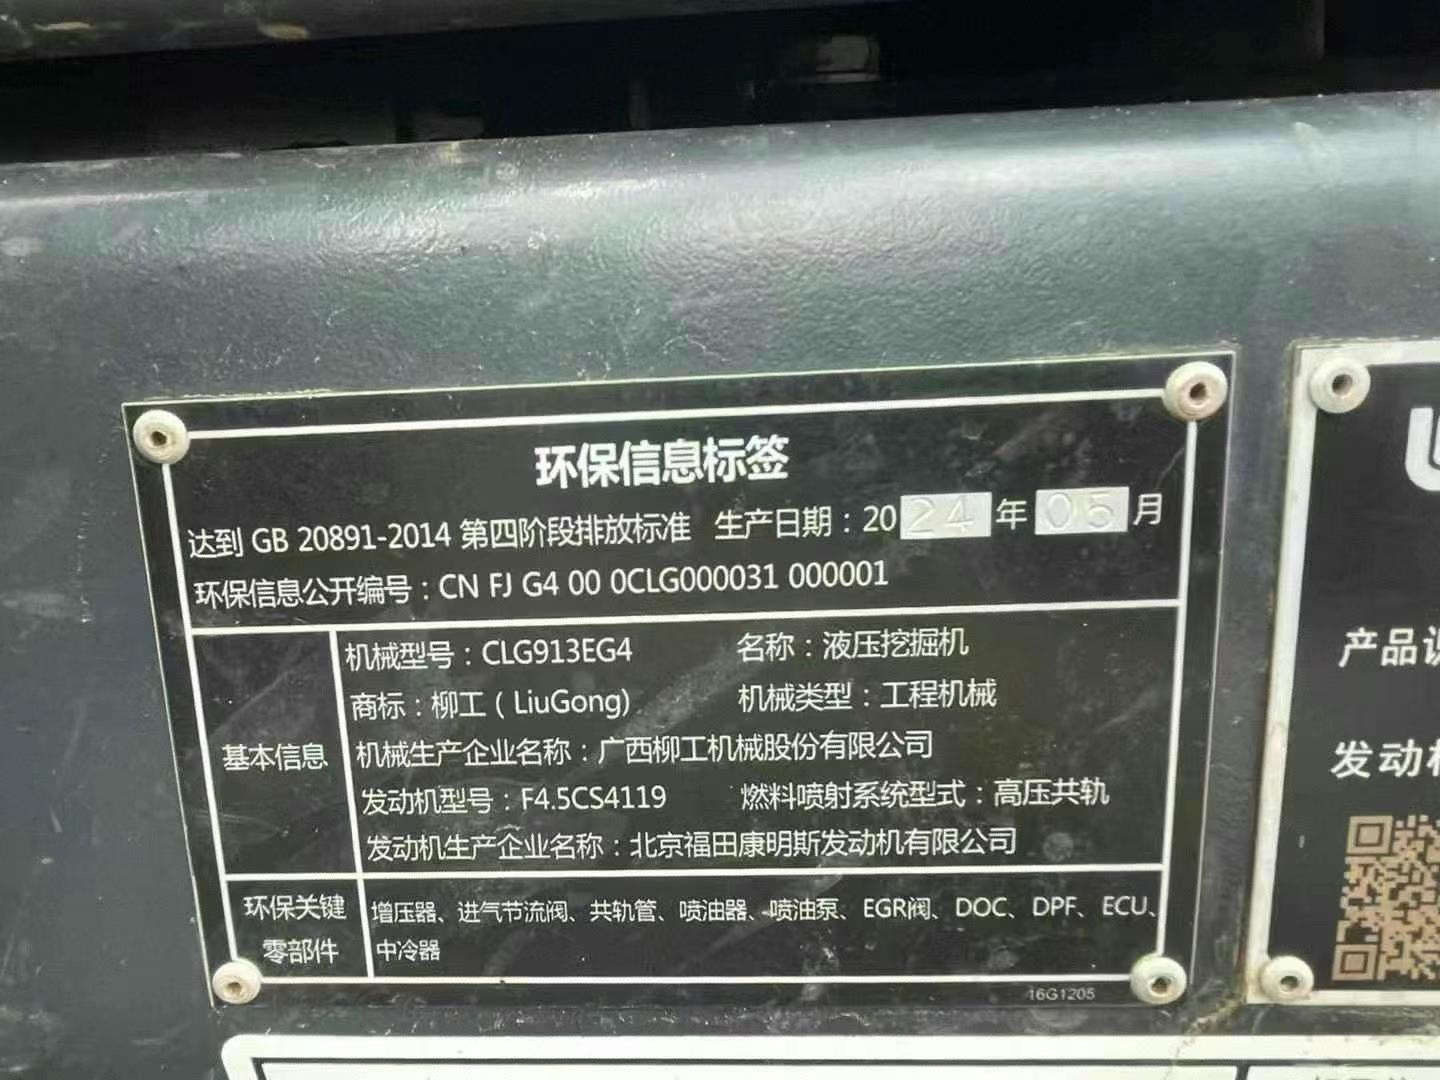 环保信息标签
达到 GB 20891-2014 第四阶段排放标准 生产日期：2024年05月
环保信息公开编号：CN FJ G4 00 0CLG000031 000001
基本信息
机械型号：CLG913EG4 名称：液压挖掘机
商标：柳工（LiuGong) 机械类型：工程机械
机械生产企业名称：广西柳工机械股份有限公司
发动机型号：F4.5CS4119 燃料喷射系统型式：高压共轨
发动机生产企业名称：北京福田康明斯发动机有限公司
环保关键
零部件
增压器、进气节流阀、共轨管、喷油器、喷油泵、EGR阀、DOC、DPF、ECU、
中冷器
16G1205
产品识
发动机